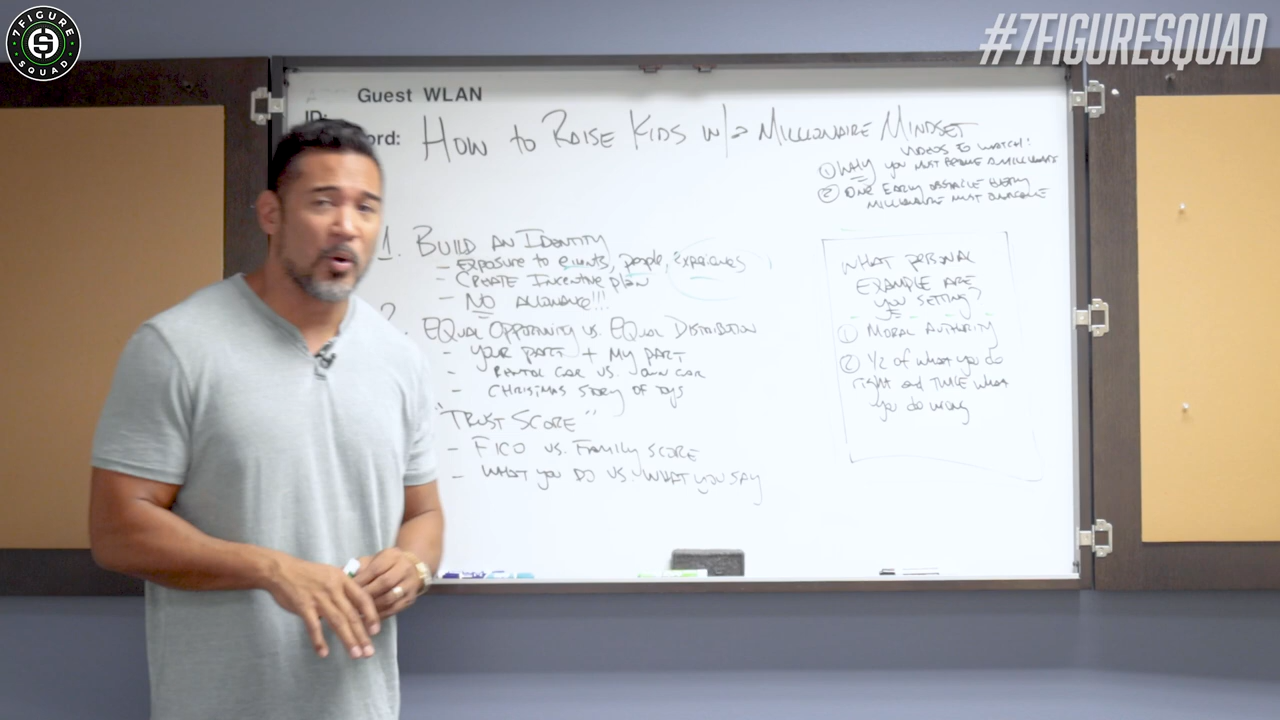 7 FIGURE SQUAD
#7FIGURESQUAD
Guest WLAN
ID:
ord:
HOW to RAISE KIDS w/a MILLIONAIRE MINDSET
VIDEOS TO WATCH:
① WHY YOU MUST BECOME A MILLIONAIRE
② ONE EARLY OBSTACLE EVERY
MILLIONAIRE MUST OVERCOME
1. BUILD AN IDENTITY
- EXPOSURE to events, people, Experiences
- CREATE INCENTIVE plan
- NO ALLOWANCE!!!
2.
EQUAL OPPORTUNITY vs. EQUAL DISTRIBUTION
- YOUR PART + MY PART
- RENTAL CAR VS. OWN CAR
- CHRISTMAS STORY OF TOYS
"TRUST SCORE"
- FICO VS. FAMILY SCORE
- WHAT YOU DO VS. WHAT YOU SAY
WHAT PERSONAL
EXAMPLE ARE
YOU SETTING?
① MORAL AUTHORITY
② 1/2 of what you do
right and TWICE what
you do wrong